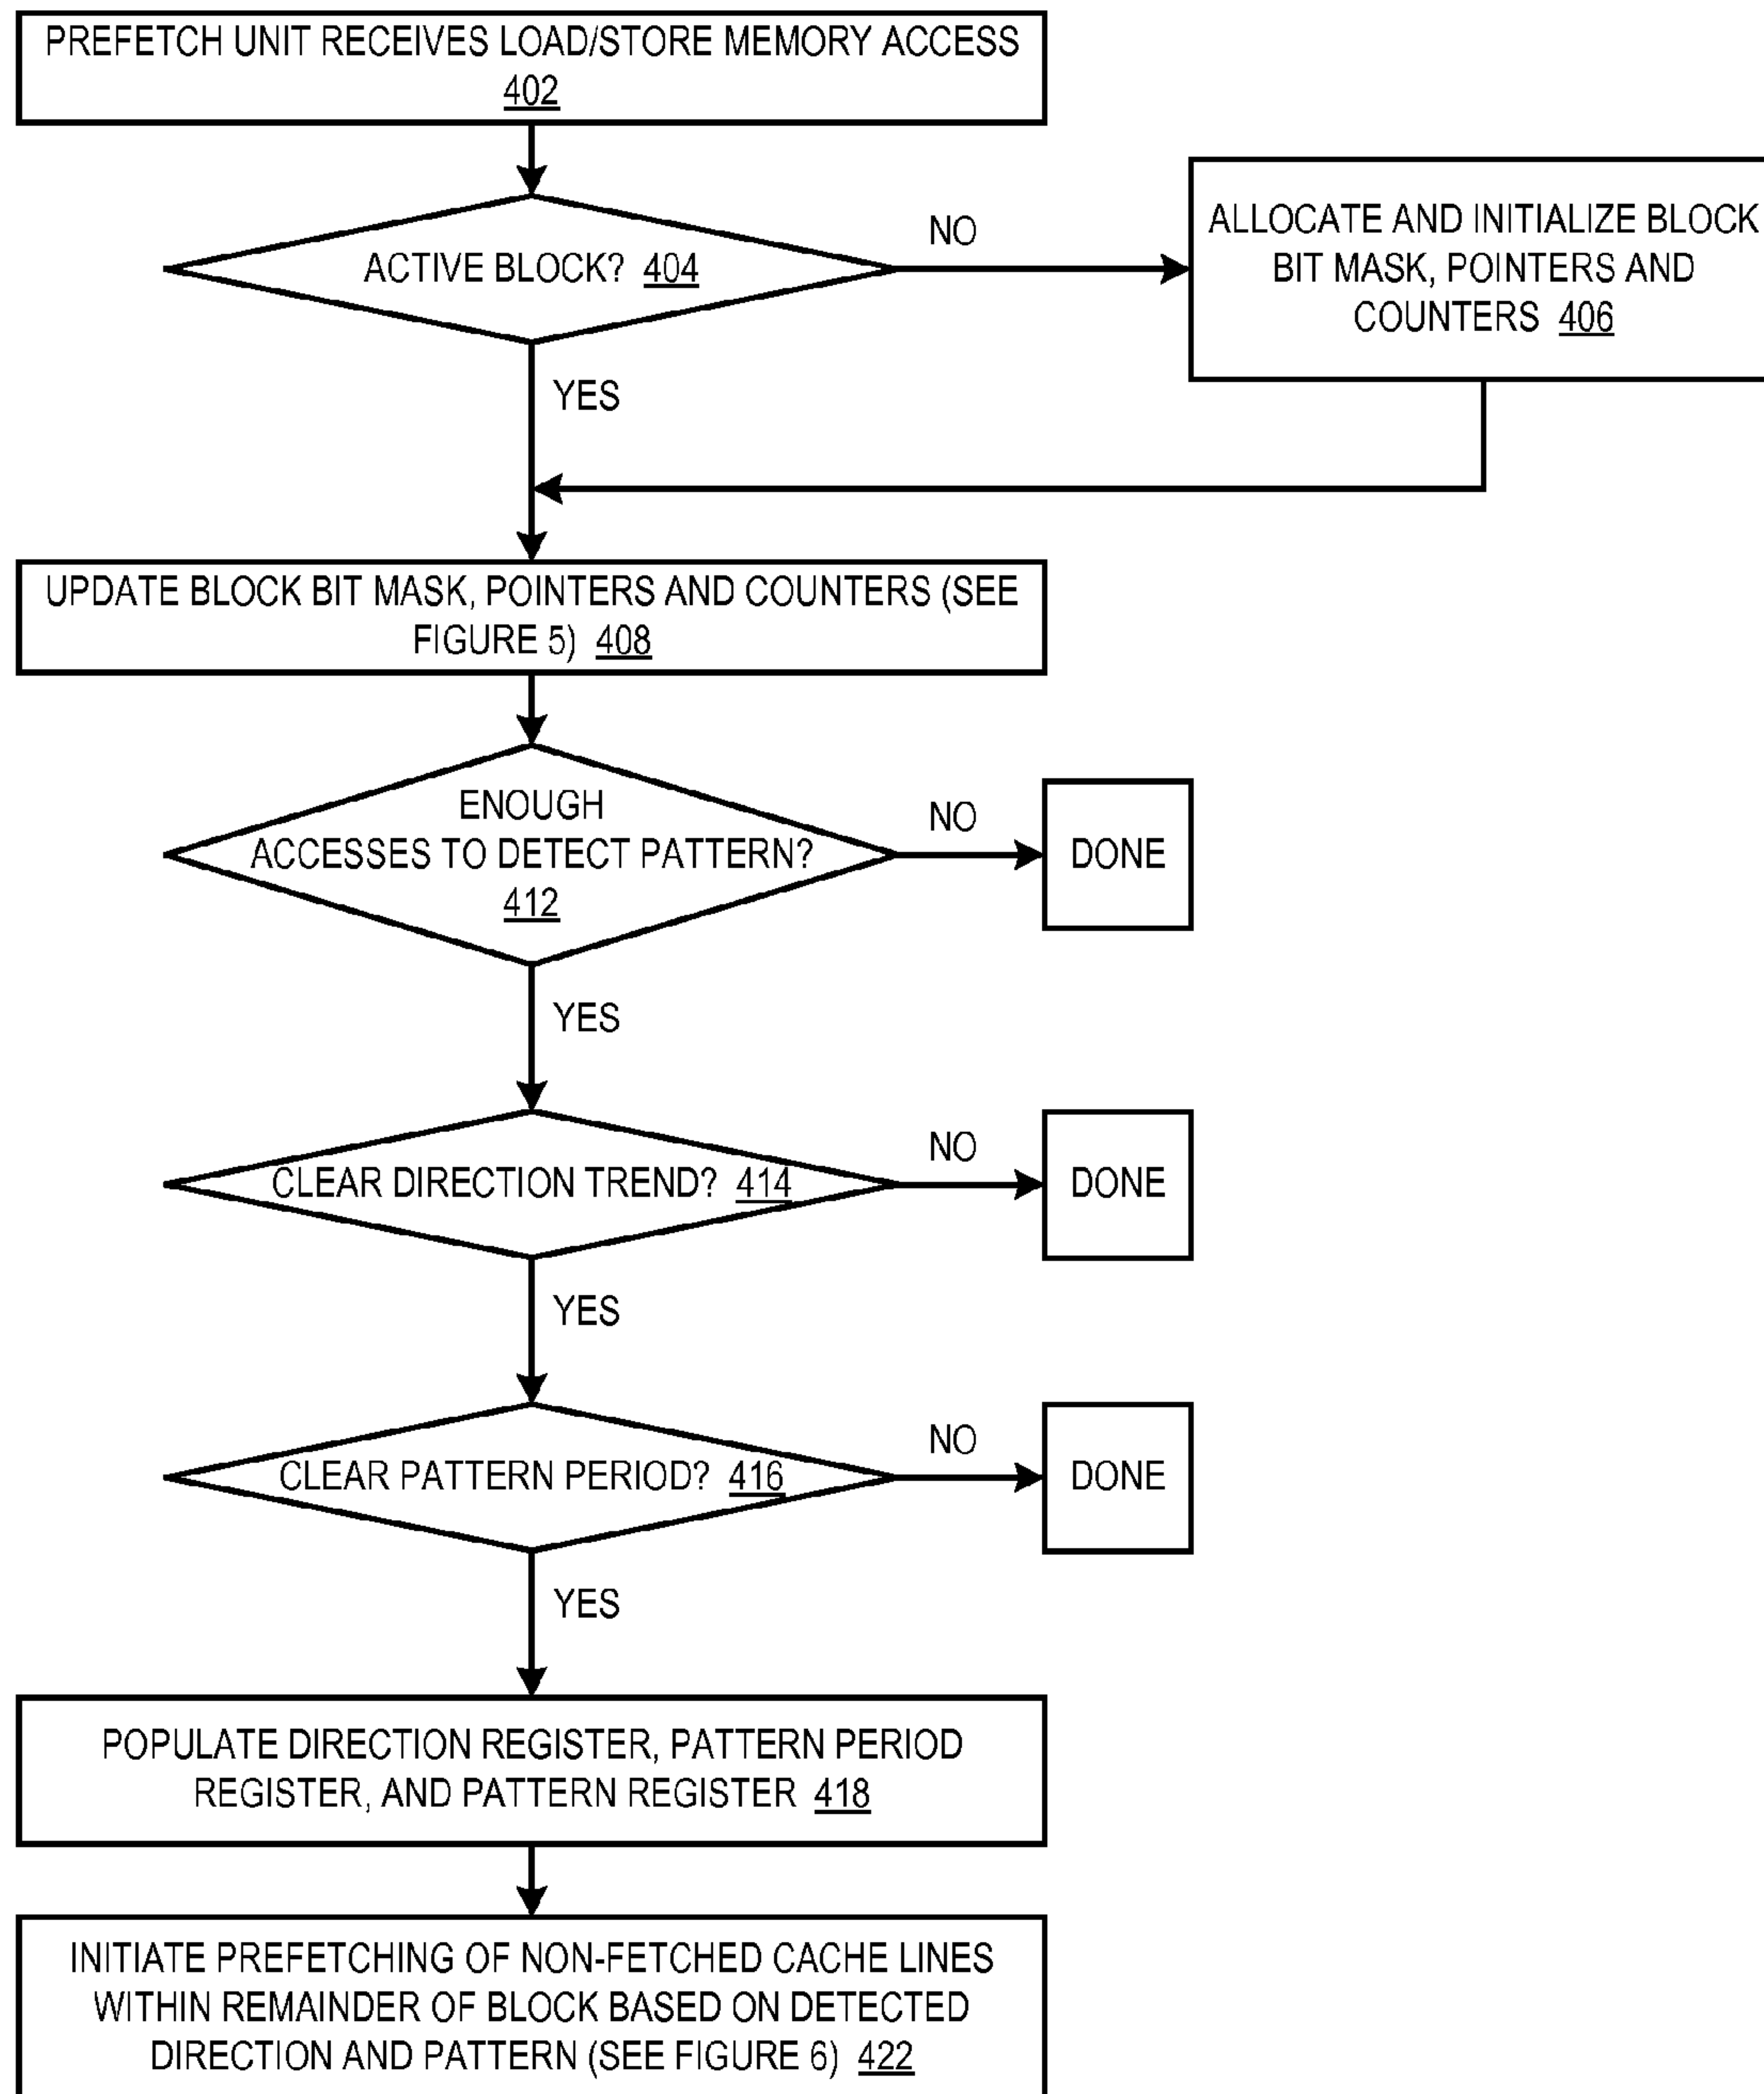 PREFETCH UNIT RECEIVES LOAD/STORE MEMORY ACCESS
402
ACTIVE BLOCK? 404
NO
ALLOCATE AND INITIALIZE BLOCK
BIT MASK, POINTERS AND
COUNTERS 406
YES
UPDATE BLOCK BIT MASK, POINTERS AND COUNTERS (SEE
FIGURE 5) 408
ENOUGH
ACCESSES TO DETECT PATTERN?
412
NO
DONE
YES
CLEAR DIRECTION TREND? 414
NO
DONE
YES
CLEAR PATTERN PERIOD? 416
NO
DONE
YES
POPULATE DIRECTION REGISTER, PATTERN PERIOD
REGISTER, AND PATTERN REGISTER 418
INITIATE PREFETCHING OF NON-FETCHED CACHE LINES
WITHIN REMAINDER OF BLOCK BASED ON DETECTED
DIRECTION AND PATTERN (SEE FIGURE 6) 422